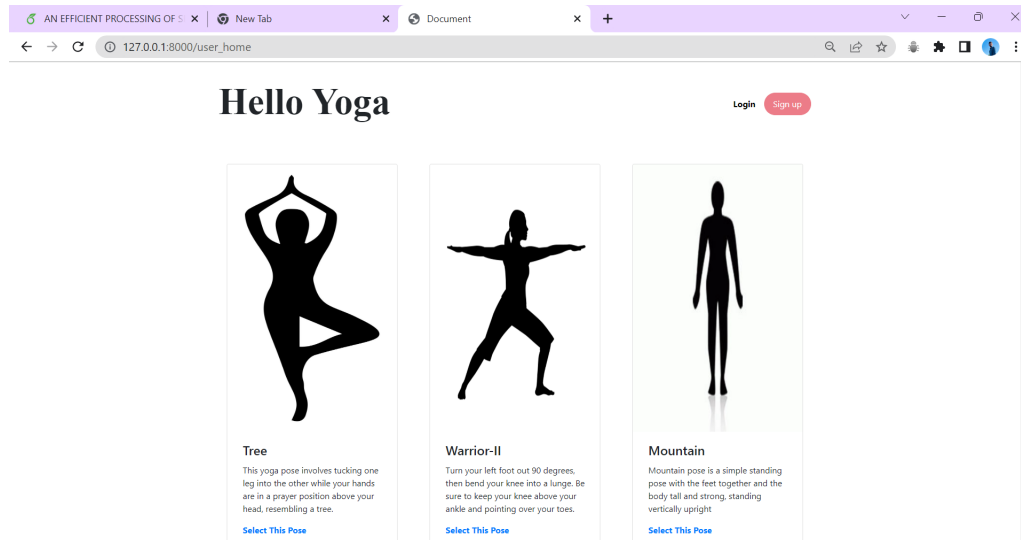 AN EFFICIENT PROCESSING OF S
New Tab
Document
127.0.0.1:8000/user_home
Hello Yoga
Login
Sign up
Tree
This yoga pose involves tucking one
leg into the other while your hands
are in a prayer position above your
head, resembling a tree.
Select This Pose
Warrior-II
Turn your left foot out 90 degrees,
then bend your knee into a lunge. Be
sure to keep your knee above your
ankle and pointing over your toes.
Select This Pose
Mountain
Mountain pose is a simple standing
pose with the feet together and the
body tall and strong, standing
vertically upright
Select This Pose